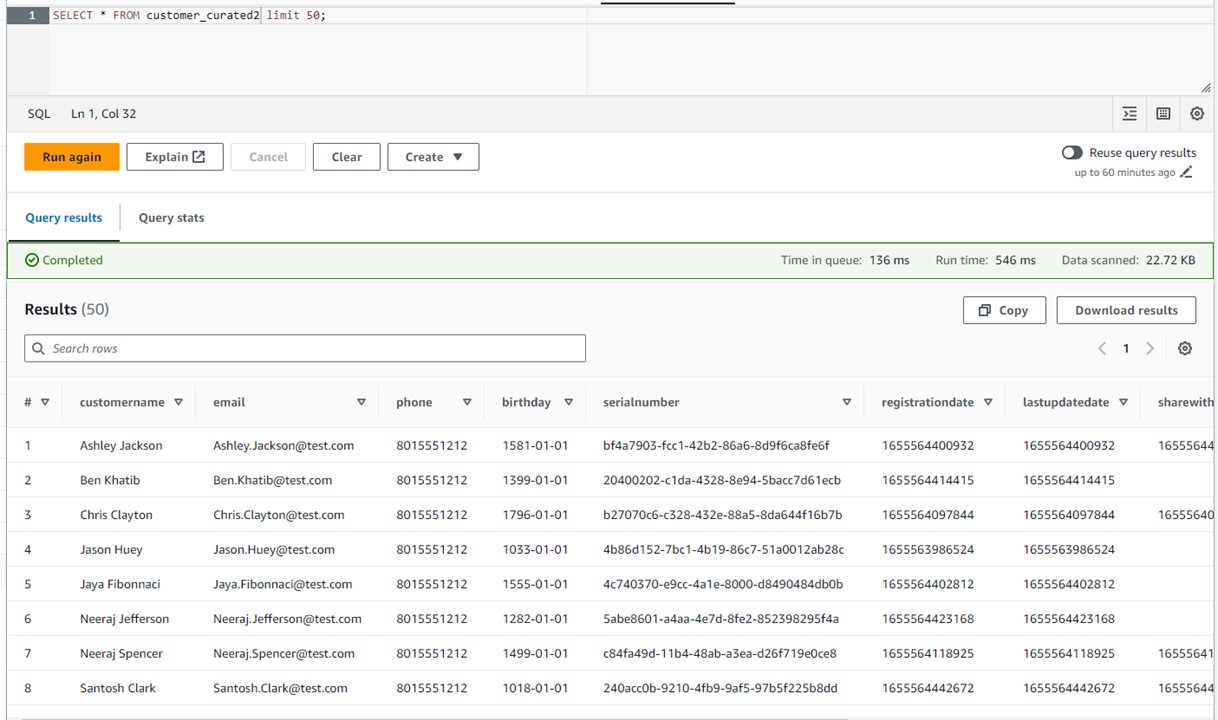 1 SELECT * FROM customer_curated2 limit 50;
SQL Ln 1, Col 32
Run again Explain Cancel Clear Create Reuse query results
up to 60 minutes ago
Query results Query stats
Completed Time in queue: 136 ms Run time: 546 ms Data scanned: 22.72 KB
Results (50) Copy Download results
Search rows 1
# customername email phone birthday serialnumber registrationdate lastupdatedate sharewith
1 Ashley Jackson Ashley.Jackson@test.com 8015551212 1581-01-01 bf4a7903-fcc1-42b2-86a6-8d9f6ca8fe6f 1655564400932 1655564400932 1655564
2 Ben Khatib Ben.Khatib@test.com 8015551212 1399-01-01 20400202-c1da-4328-8e94-5bacc7d61ecb 1655564414415 1655564414415
3 Chris Clayton Chris.Clayton@test.com 8015551212 1796-01-01 b27070c6-c328-432e-88a5-8da644f16b7b 1655564097844 1655564097844 1655564
4 Jason Huey Jason.Huey@test.com 8015551212 1033-01-01 4b86d152-7bc1-4b19-86c7-51a0012ab28c 1655563986524 1655563986524
5 Jaya Fibonnaci Jaya.Fibonnaci@test.com 8015551212 1555-01-01 4c740370-e9cc-4a1e-8000-d8490484db0b 1655564402812 1655564402812
6 Neeraj Jefferson Neeraj.Jefferson@test.com 8015551212 1282-01-01 5abe8601-a4aa-4e7d-8fe2-852398295f4a 1655564423168 1655564423168
7 Neeraj Spencer Neeraj.Spencer@test.com 8015551212 1499-01-01 c84fa49d-11b4-48ab-a3ea-d26f719e0ce8 1655564118925 1655564118925 16555641
8 Santosh Clark Santosh.Clark@test.com 8015551212 1018-01-01 240acc0b-9210-4fb9-9af5-97b5f225b8dd 1655564442672 1655564442672 1655564